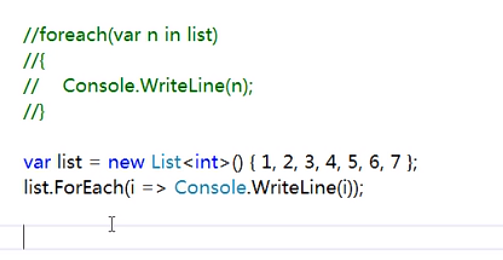 //foreach(var n in list)
//{
//    Console.WriteLine(n);
//}
var list = new List<int>() { 1, 2, 3, 4, 5, 6, 7 };
list.ForEach(i => Console.WriteLine(i));